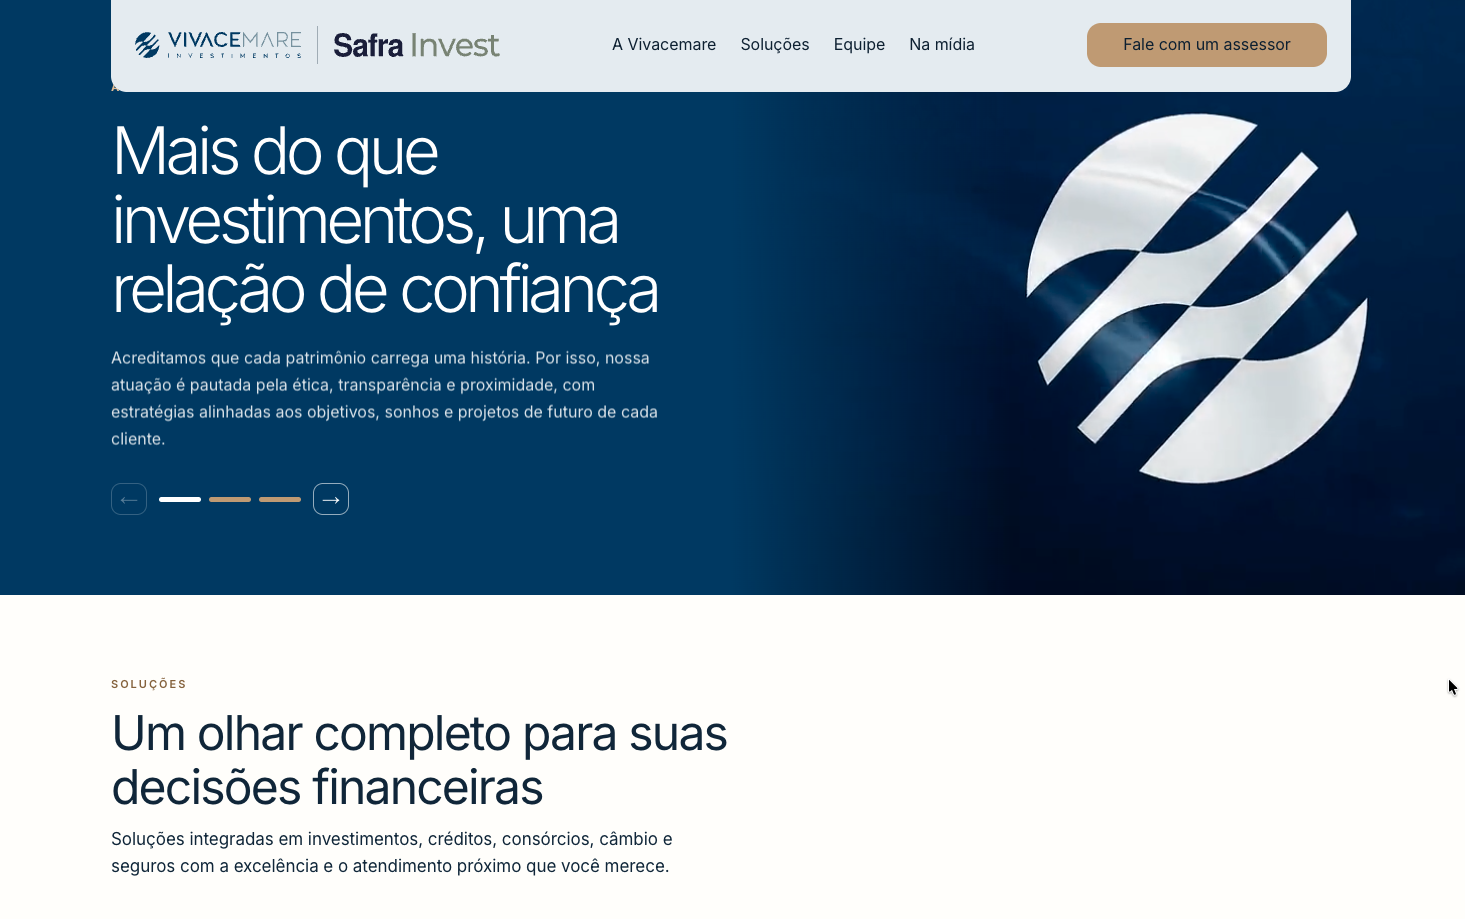 VIVACEMARE
INVESTIMENTOS
Safra Invest
A Vivacemare
Soluções
Equipe
Na mídia
Fale com um assessor
Mais do que
investimentos, uma
relação de confiança
Acreditamos que cada patrimônio carrega uma história. Por isso, nossa
atuação é pautada pela ética, transparência e proximidade, com
estratégias alinhadas aos objetivos, sonhos e projetos de futuro de cada
cliente.
←
→
SOLUÇÕES
Um olhar completo para suas
decisões financeiras
Soluções integradas em investimentos, créditos, consórcios, câmbio e
seguros com a excelência e o atendimento próximo que você merece.